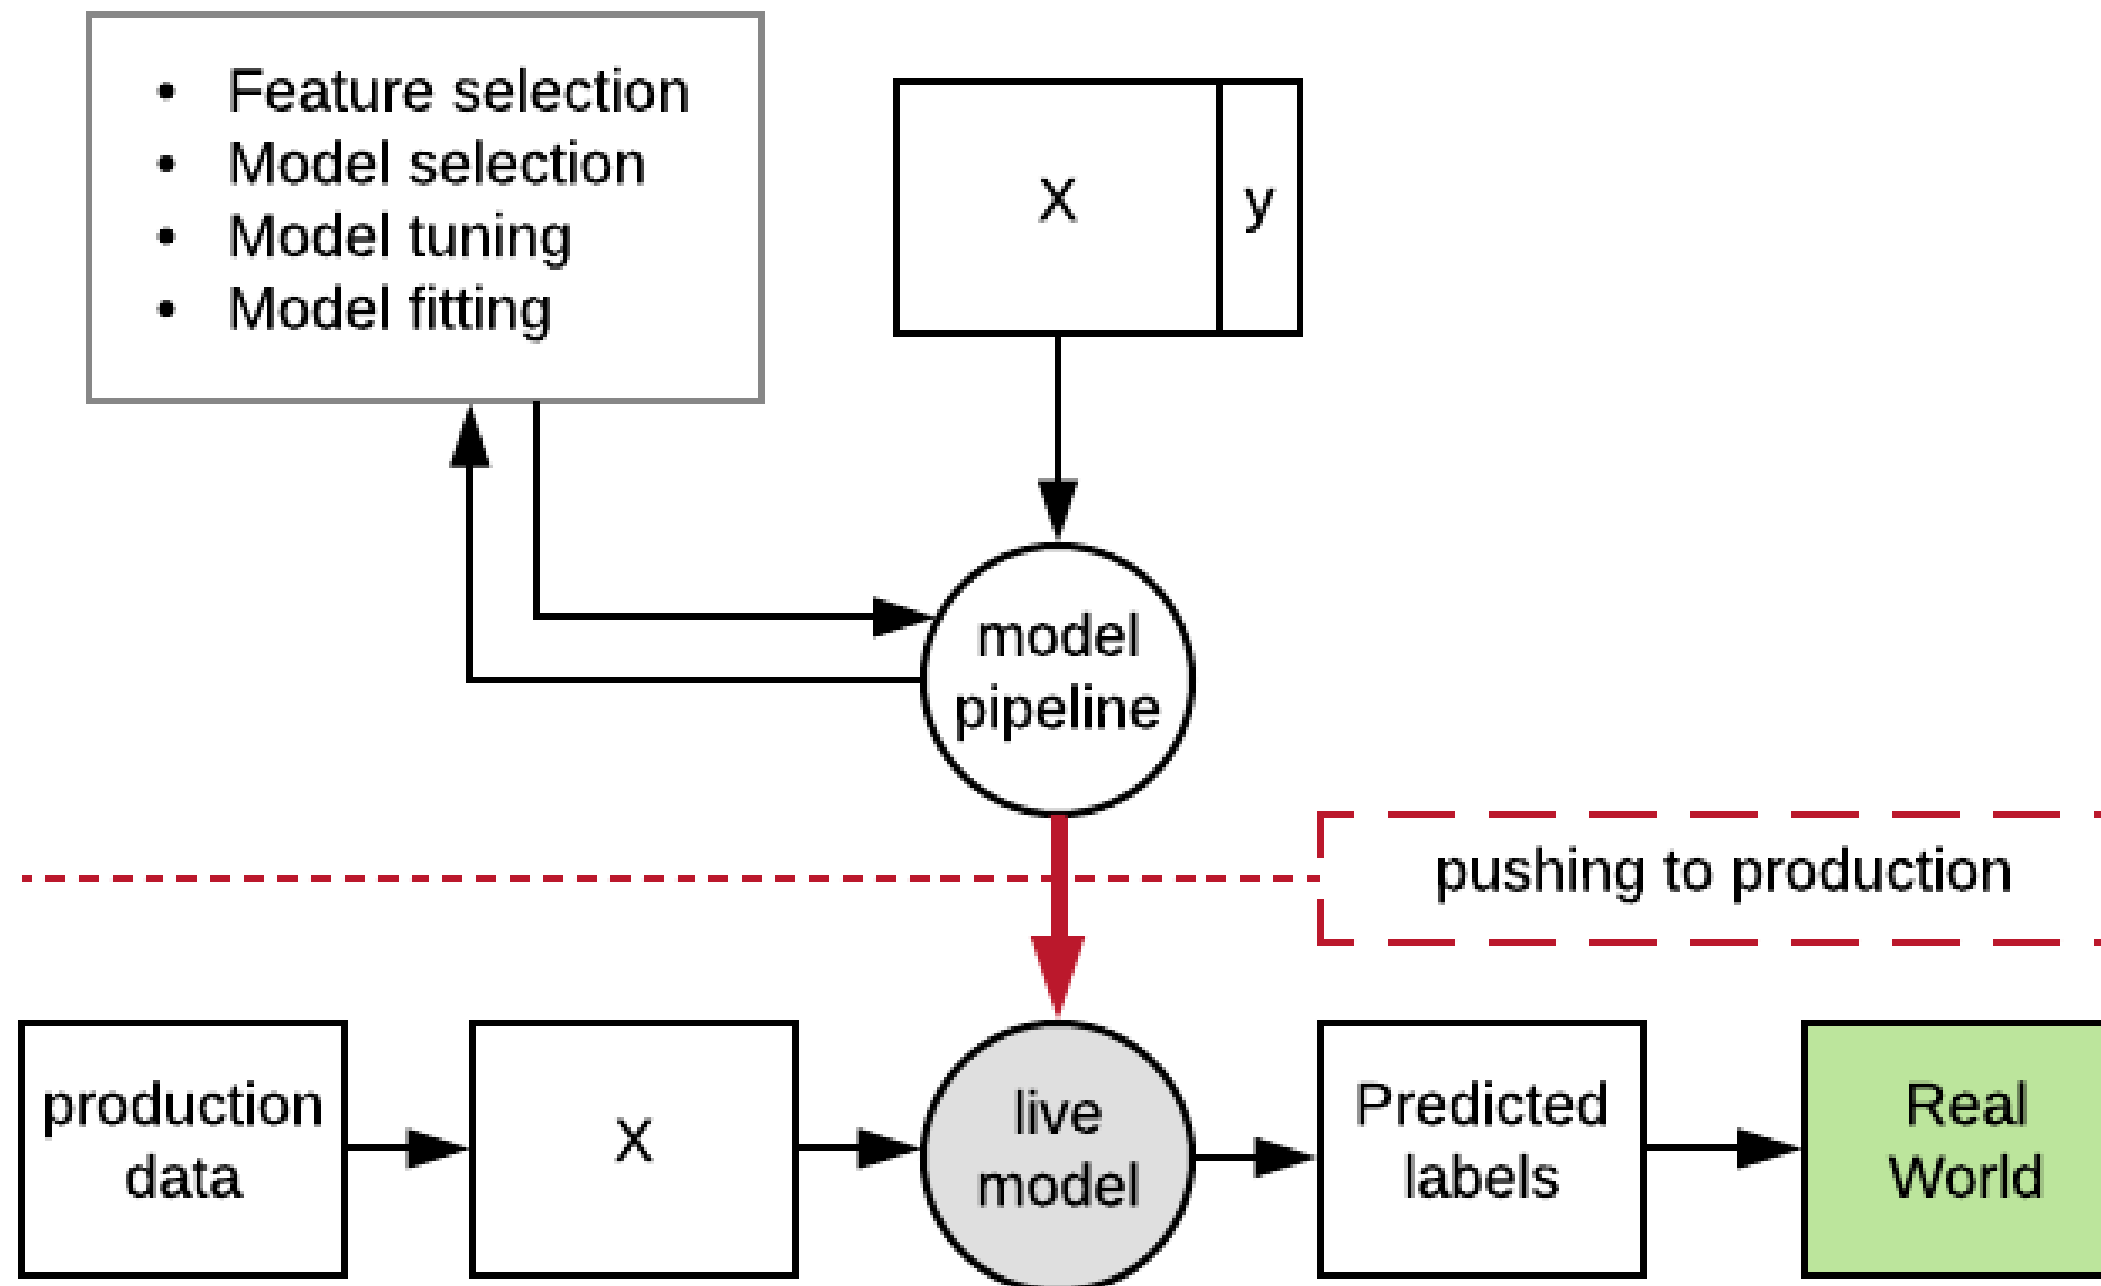 • Feature selection
• Model selection
• Model tuning
• Model fitting
X
y
model
pipeline
pushing to production
production
data
X
live
model
Predicted
labels
Real
World